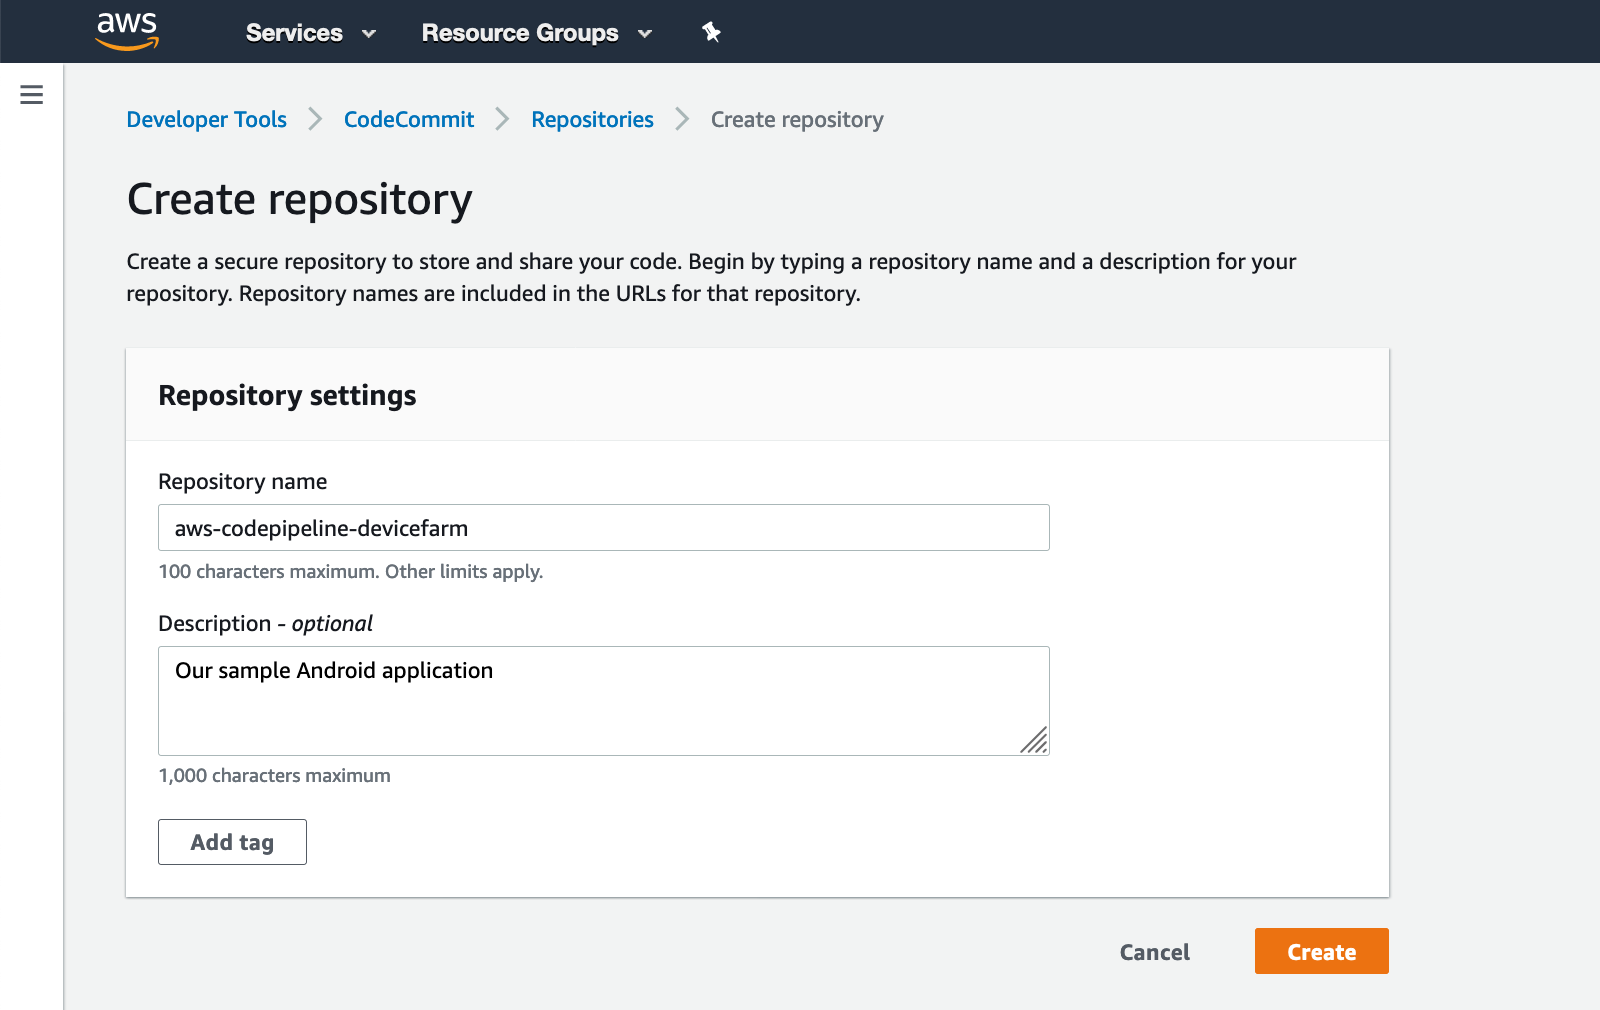 aws Services Resource Groups
Developer Tools CodeCommit Repositories Create repository
Create repository
Create a secure repository to store and share your code. Begin by typing a repository name and a description for your
repository. Repository names are included in the URLs for that repository.
Repository settings
Repository name
aws-codepipeline-devicefarm
100 characters maximum. Other limits apply.
Description - optional
Our sample Android application
1,000 characters maximum
Add tag
Cancel Create